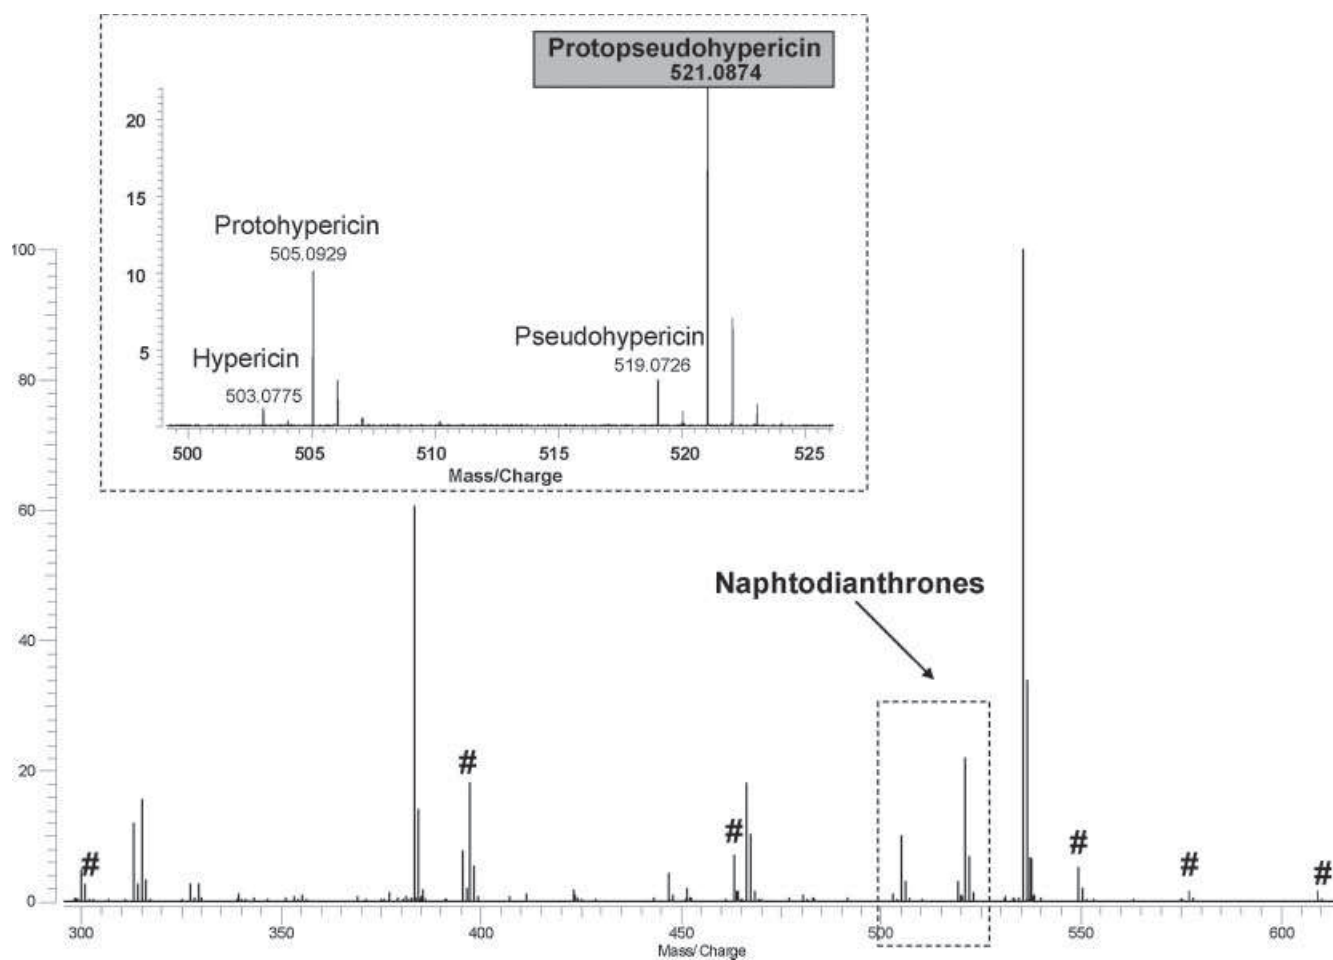 Protopseudohypericin
521.0874
20
15
Protohypericin
505.0929
10
Pseudohypericin
519.0726
5
Hypericin
503.0775
500 505 510 515 520 525
Mass/Charge
100
80
60
Naphtodianthrones
40
#
20
#
#
#
#
#
0
300 350 400 450 500 550 600
Mass/Charge